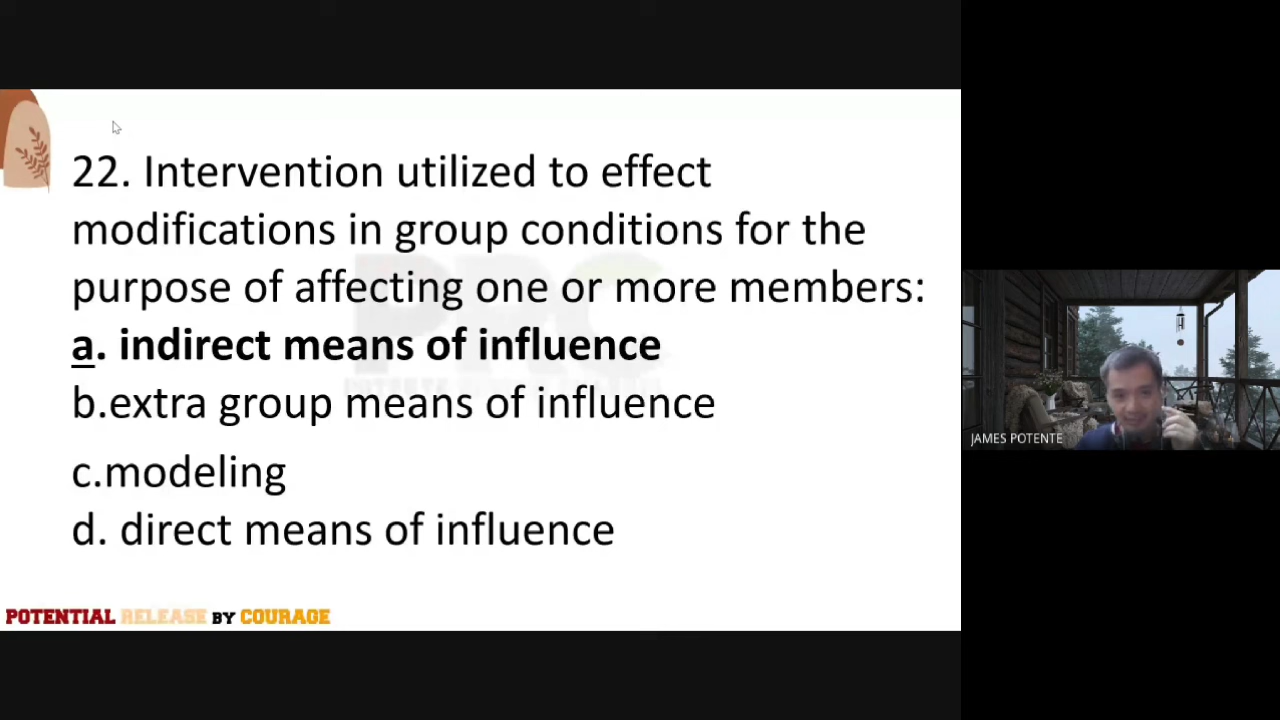 22. Intervention utilized to effect
modifications in group conditions for the
purpose of affecting one or more members:
a. indirect means of influence
b.extra group means of influence
c.modeling
d. direct means of influence
POTENTIAL RELEASE BY COURAGE
JAMES POTENTE
PRC